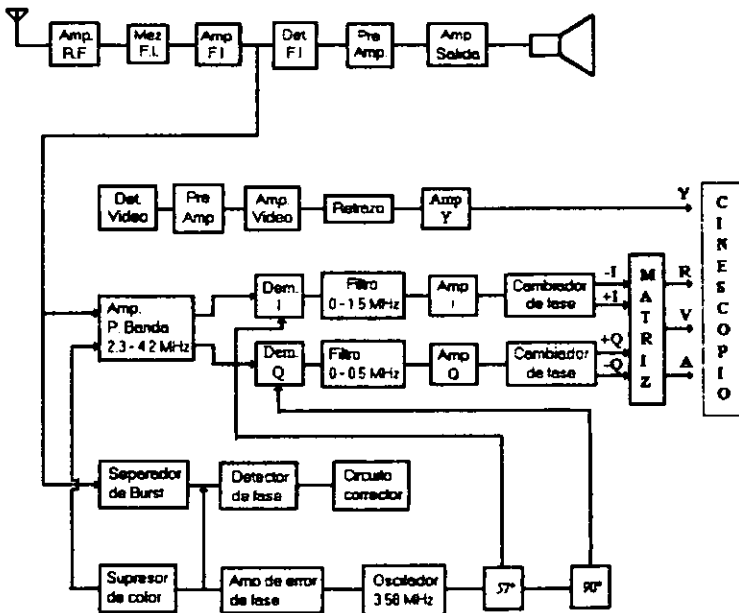 Amp.
R.F
Mez
F.I.
Amp
F I
Det.
F I
Pre
Amp.
Amp
Salida
Det.
Video
Pre
Amp
Amp.
Video
Retrazo
Amp
Y
Y
Amp.
P. Banda
2.3 - 4.2 MHz
Dem.
I
Filtro
0 - 1.5 MHz
Amp
I
Cambiador
de fase
-I
+I
Dem.
Q
Filtro
0 - 0.5 MHz
Amp
Q
Cambiador
de fase
+Q
-Q
MATRIZ
R
V
A
CINESCOPIO
Separador
de Burst
Detector
de fase
Circuito
corrector
Supresor
de color
Amp de error
de fase
Oscilador
3.58 MHz
57°
90°